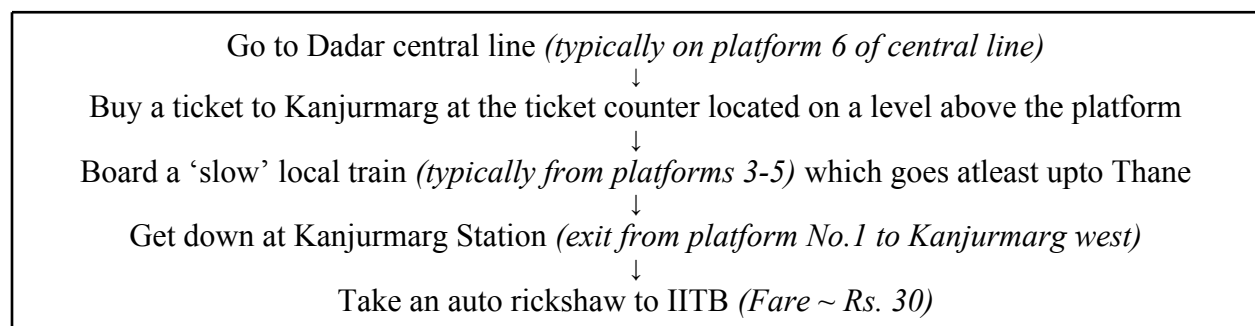 Go to Dadar central line (typically on platform 6 of central line)
↓
Buy a ticket to Kanjurmarg at the ticket counter located on a level above the platform
↓
Board a ‘slow’ local train (typically from platforms 3-5) which goes atleast upto Thane
↓
Get down at Kanjurmarg Station (exit from platform No.1 to Kanjurmarg west)
↓
Take an auto rickshaw to IITB (Fare ~ Rs. 30)